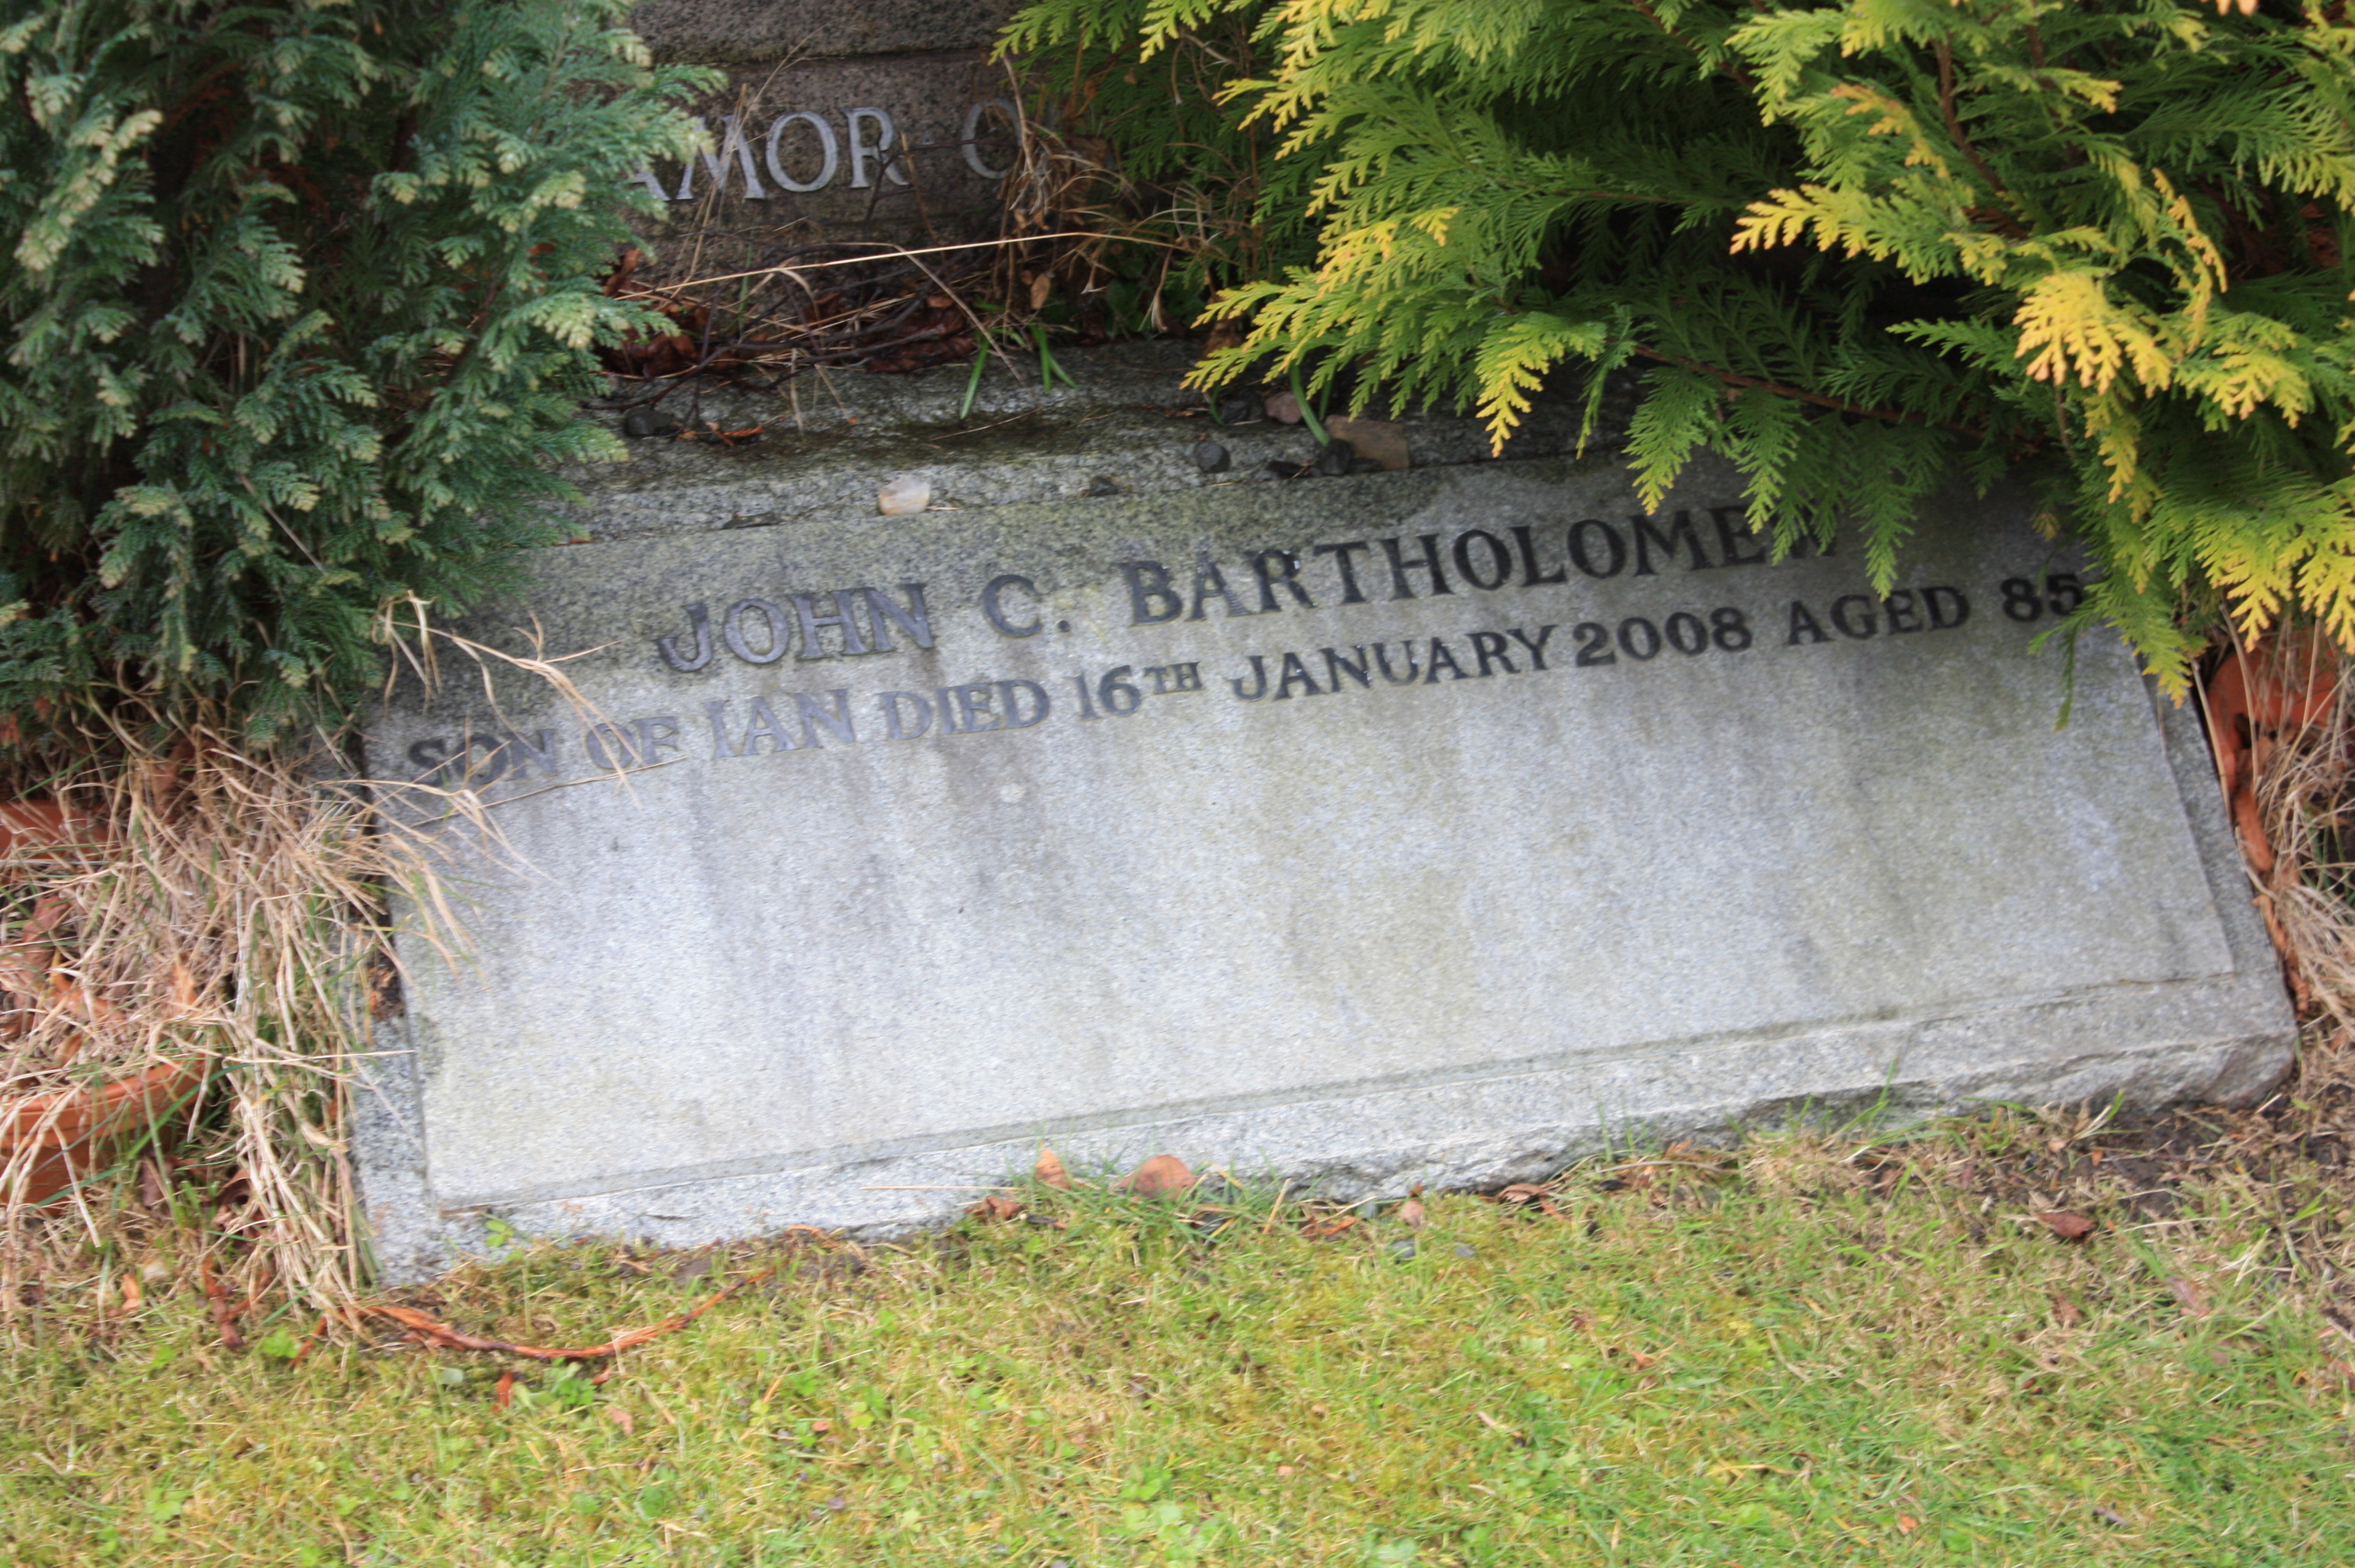 AMOR
JOHN C. BARTHOLOMEW
SON OF IAN DIED 16TH JANUARY 2008 AGED 85